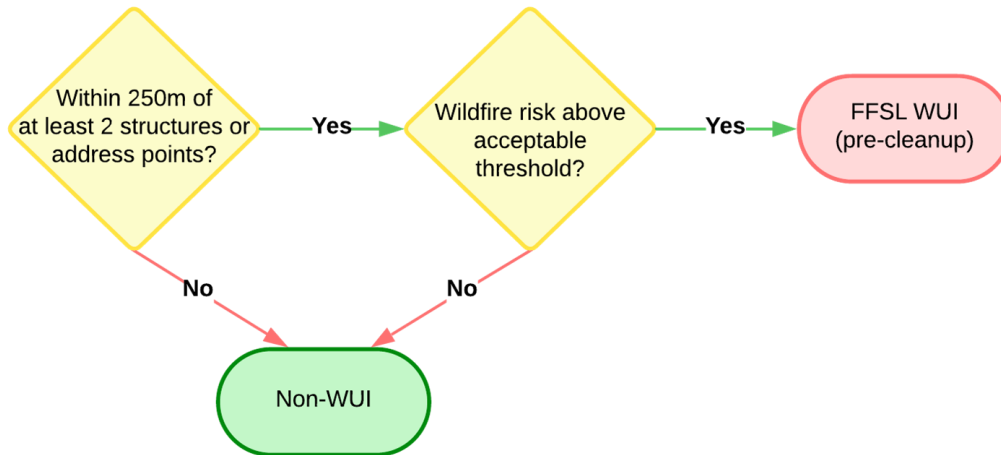 Within 250m of
at least 2 structures or
address points?
Yes
Wildfire risk above
acceptable
threshold?
Yes
FFSL WUI
(pre-cleanup)
No
No
Non-WUI